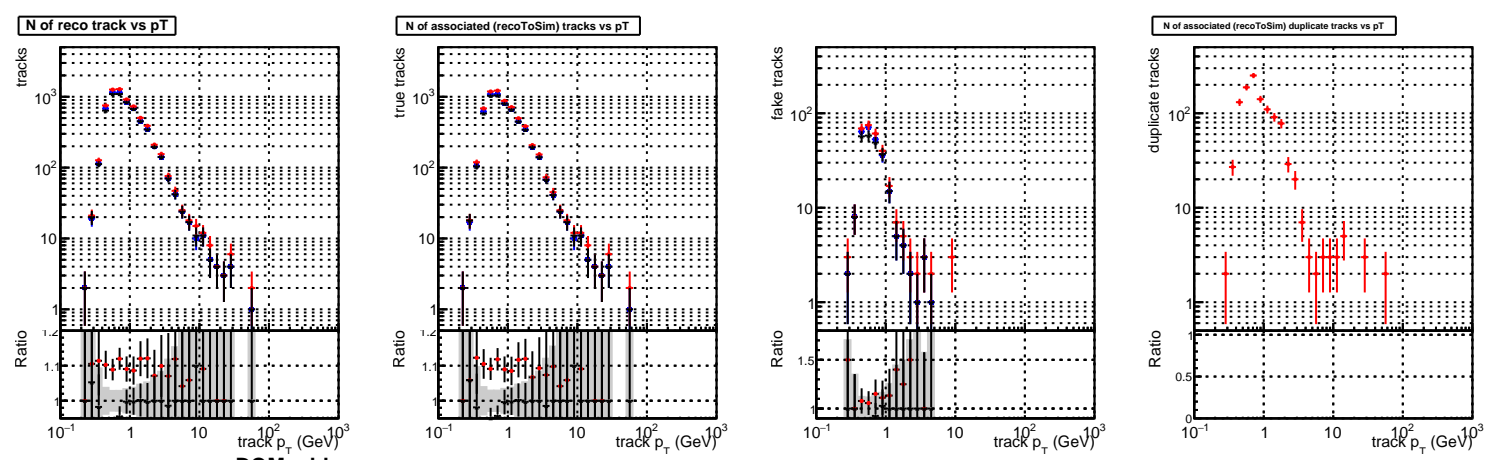 N of reco track vs pT
tracks
10³
10²
10
1
Ratio
1.2
1.1
1
10⁻¹ 1 10 10² 10³
track p_T (GeV)
N of associated (recoToSim) tracks vs pT
true tracks
10³
10²
10
1
Ratio
1.2
1.1
1
10⁻¹ 1 10 10² 10³
track p_T (GeV)
fake tracks
10²
10
1
Ratio
1.5
1
10⁻¹ 1 10 10² 10³
track p_T (GeV)
N of associated (recoToSim) duplicate tracks vs pT
duplicate tracks
10²
10
1
Ratio
1
0.5
0
10⁻¹ 1 10 10² 10³
track p_T (GeV)